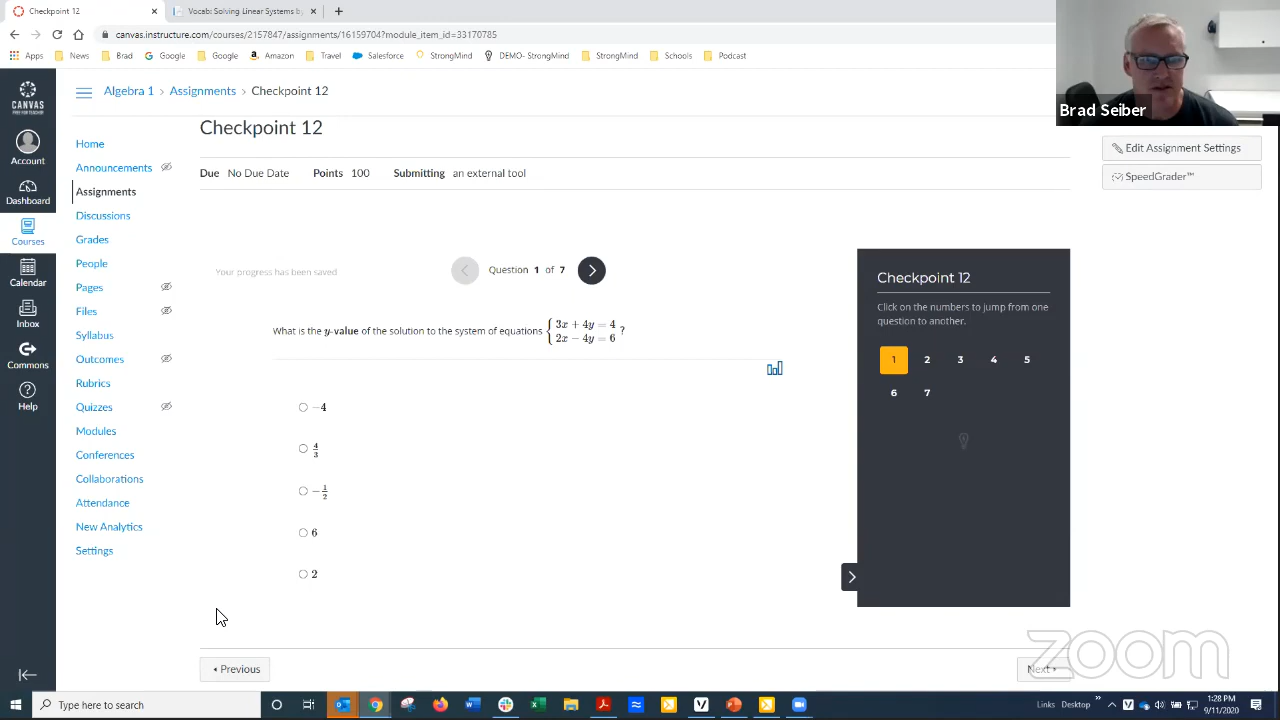 Checkpoint 12
Vocab: Solving Linear Systems by
canvas.instructure.com/courses/2157847/assignments/16159704?module_item_id=33170785
Apps News Brad Google Google Amazon Travel Salesforce StrongMind DEMO- StrongMind StrongMind Schools Podcast
Brad Seiber
CANVAS
FREE FOR TEACHER
Account
Dashboard
Courses
Calendar
Inbox
Commons
Help
Algebra 1 › Assignments › Checkpoint 12
Home
Announcements
Assignments
Discussions
Grades
People
Pages
Files
Syllabus
Outcomes
Rubrics
Quizzes
Modules
Conferences
Collaborations
Attendance
New Analytics
Settings
Checkpoint 12
Due No Due Date Points 100 Submitting an external tool
Your progress has been saved
Question 1 of 7
What is the y-value of the solution to the system of equations { 3x + 4y = 4
2x − 4y = 6 ?
−4
4/3
−1/2
6
2
Checkpoint 12
Click on the numbers to jump from one
question to another.
1 2 3 4 5
6 7
Edit Assignment Settings
SpeedGrader™
Previous
Next
zoom
Type here to search
Links Desktop
1:28 PM
9/11/2020